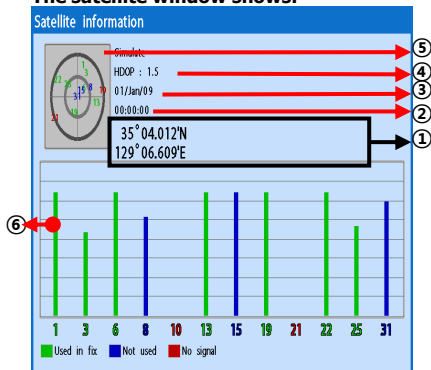 The satellite window shows:
Satellite information
Simulate
⑤
HDOP : 1.5
④
01/Jan/09
③
00:00:00
②
35°04.012'N
①
129°06.609'E
⑥
1 3 6 8 10 13 15 19 21 22 25 31
Used in fix Not used No signal